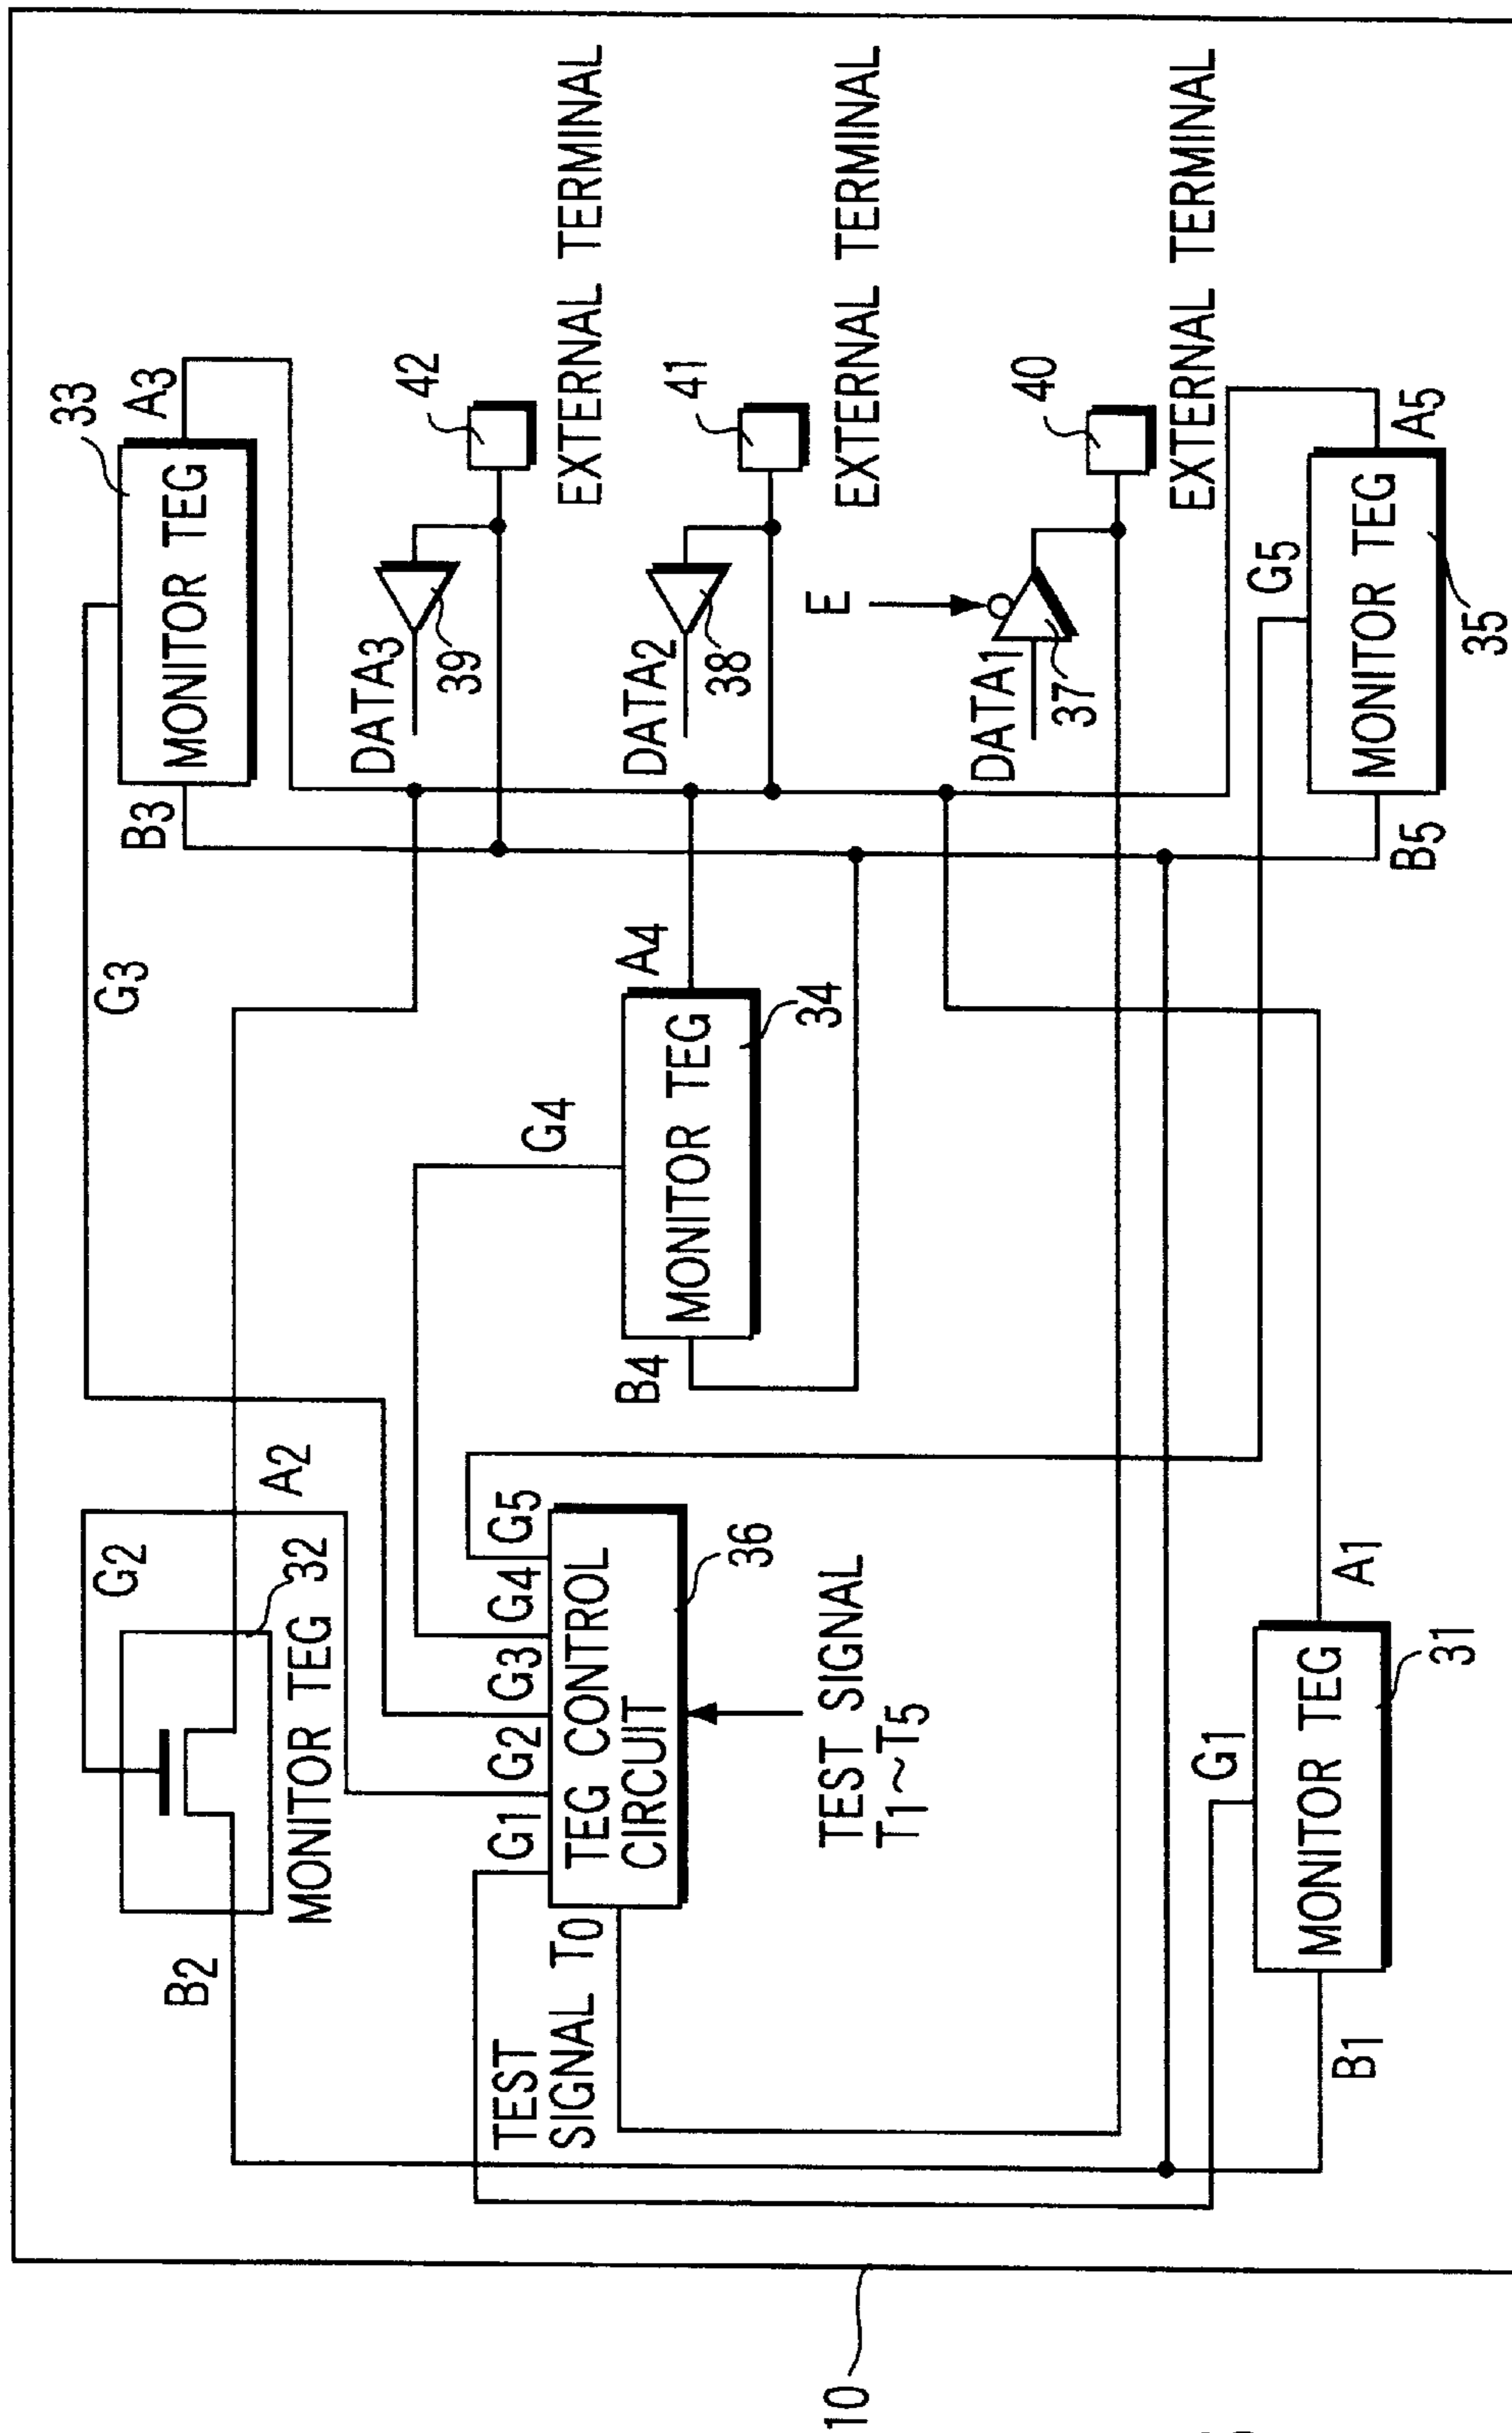 33
G3
B3
MONITOR TEG
A3
G2
A2
32
MONITOR TEG
B2
42
DATA3
39
EXTERNAL TERMINAL
41
DATA2
38
EXTERNAL TERMINAL
E
40
DATA1
37
EXTERNAL TERMINAL
G4
A4
B4
MONITOR TEG
34
G1
G2
G3
G4
G5
TEG CONTROL
CIRCUIT
36
TEST
SIGNAL T0
TEST SIGNAL
T1~T5
G1
A1
B1
MONITOR TEG
31
G5
A5
B5
MONITOR TEG
35
10